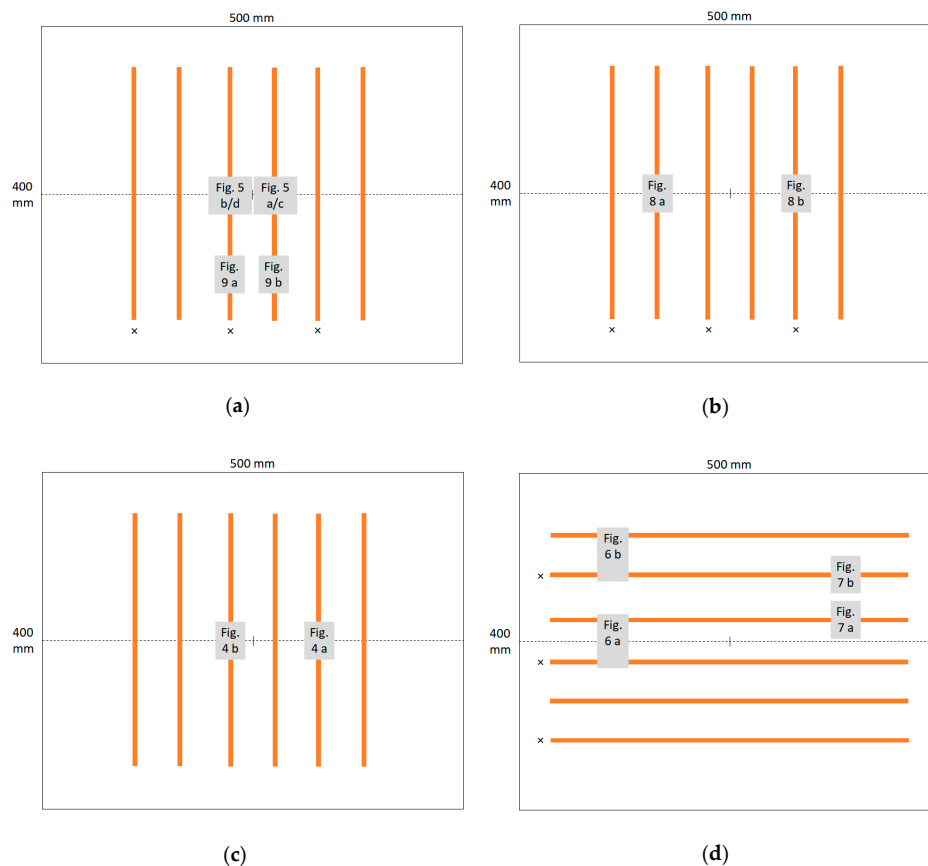 500 mm
400
mm
Fig. 5
b/d
Fig. 5
a/c
Fig.
9 a
Fig.
9 b
×
×
×
(a)
500 mm
400
mm
Fig.
8 a
Fig.
8 b
×
×
×
(b)
500 mm
400
mm
Fig.
4 b
Fig.
4 a
(c)
500 mm
400
mm
Fig.
6 b
×
Fig.
7 b
Fig.
7 a
Fig.
6 a
×
×
(d)